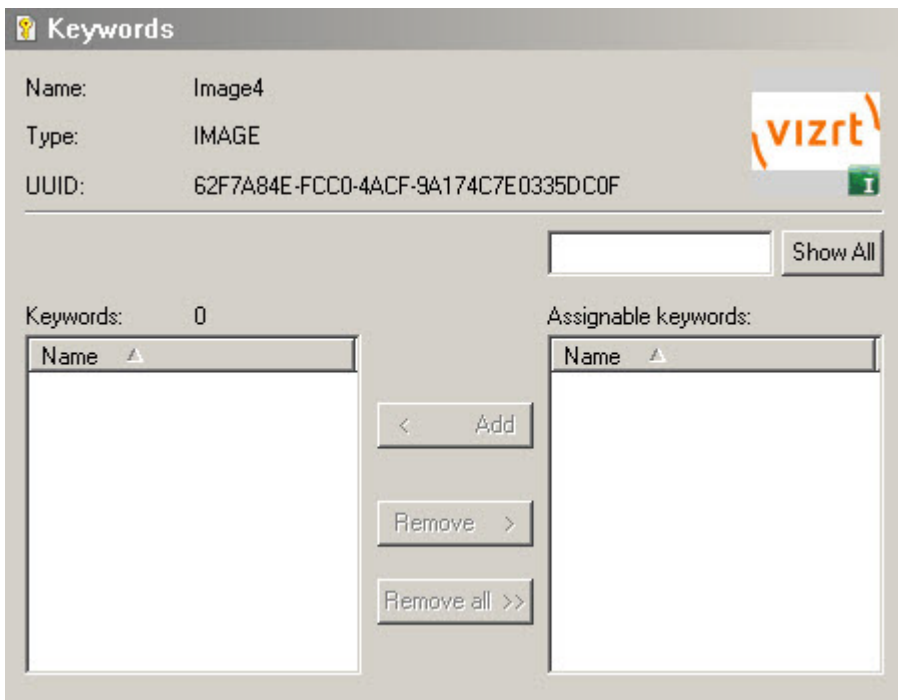 Keywords
Name: Image4
vizrt
Type: IMAGE
UUID: 62F7A84E-FCC0-4ACF-9A174C7E0335DC0F
I
Show All
Keywords: 0
Assignable keywords:
Name
Name
< Add
Remove >
Remove all >>